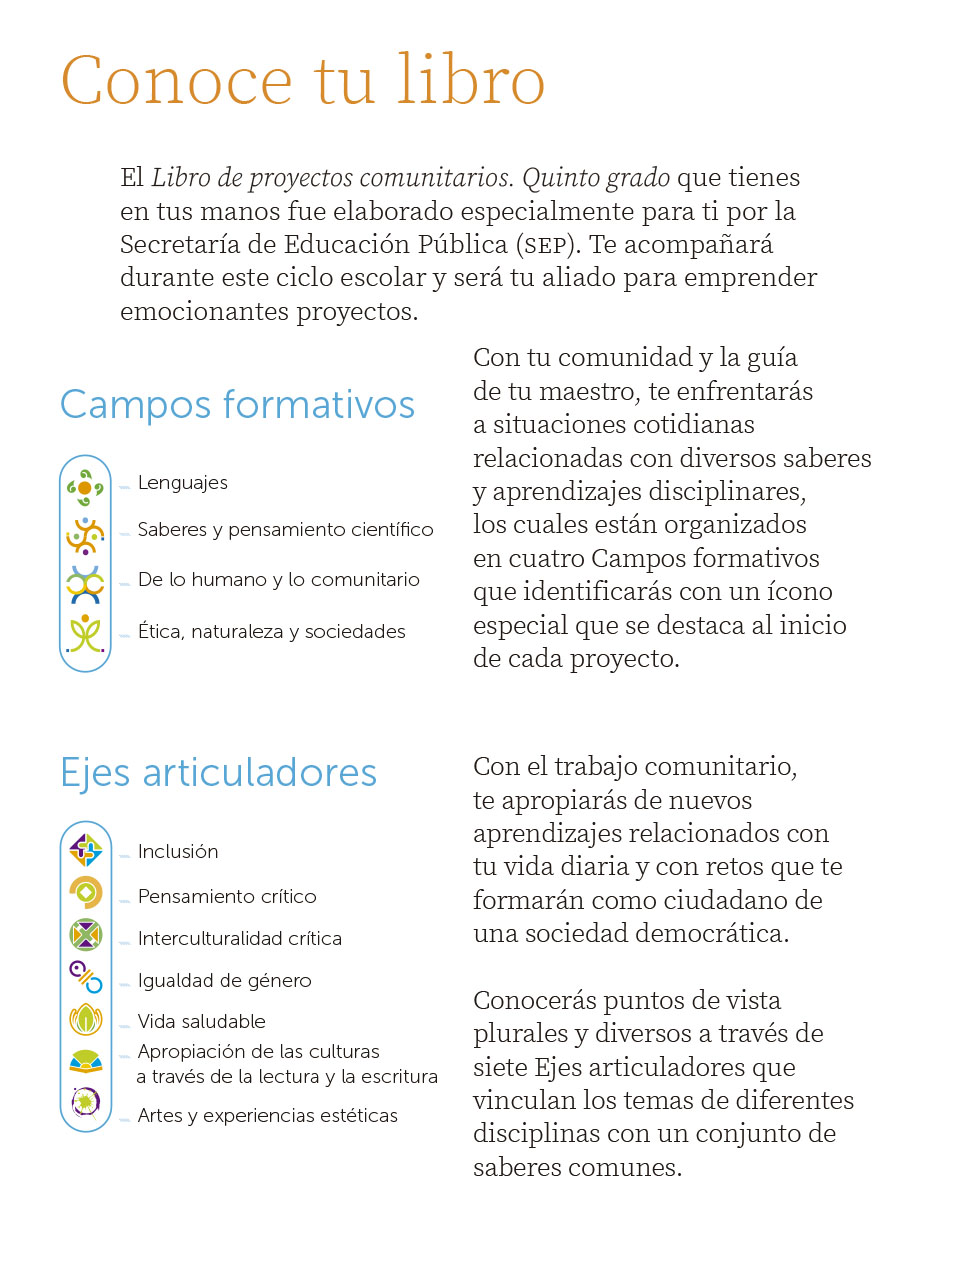 Conoce tu libro
El Libro de proyectos comunitarios. Quinto grado que tienes
en tus manos fue elaborado especialmente para ti por la
Secretaría de Educación Pública (SEP). Te acompañará
durante este ciclo escolar y será tu aliado para emprender
emocionantes proyectos.
Campos formativos
Lenguajes
Saberes y pensamiento científico
De lo humano y lo comunitario
Ética, naturaleza y sociedades
Con tu comunidad y la guía
de tu maestro, te enfrentarás
a situaciones cotidianas
relacionadas con diversos saberes
y aprendizajes disciplinares,
los cuales están organizados
en cuatro Campos formativos
que identificarás con un ícono
especial que se destaca al inicio
de cada proyecto.
Ejes articuladores
Inclusión
Pensamiento crítico
Interculturalidad crítica
Igualdad de género
Vida saludable
Apropiación de las culturas
a través de la lectura y la escritura
Artes y experiencias estéticas
Con el trabajo comunitario,
te apropiarás de nuevos
aprendizajes relacionados con
tu vida diaria y con retos que te
formarán como ciudadano de
una sociedad democrática.
Conocerás puntos de vista
plurales y diversos a través de
siete Ejes articuladores que
vinculan los temas de diferentes
disciplinas con un conjunto de
saberes comunes.